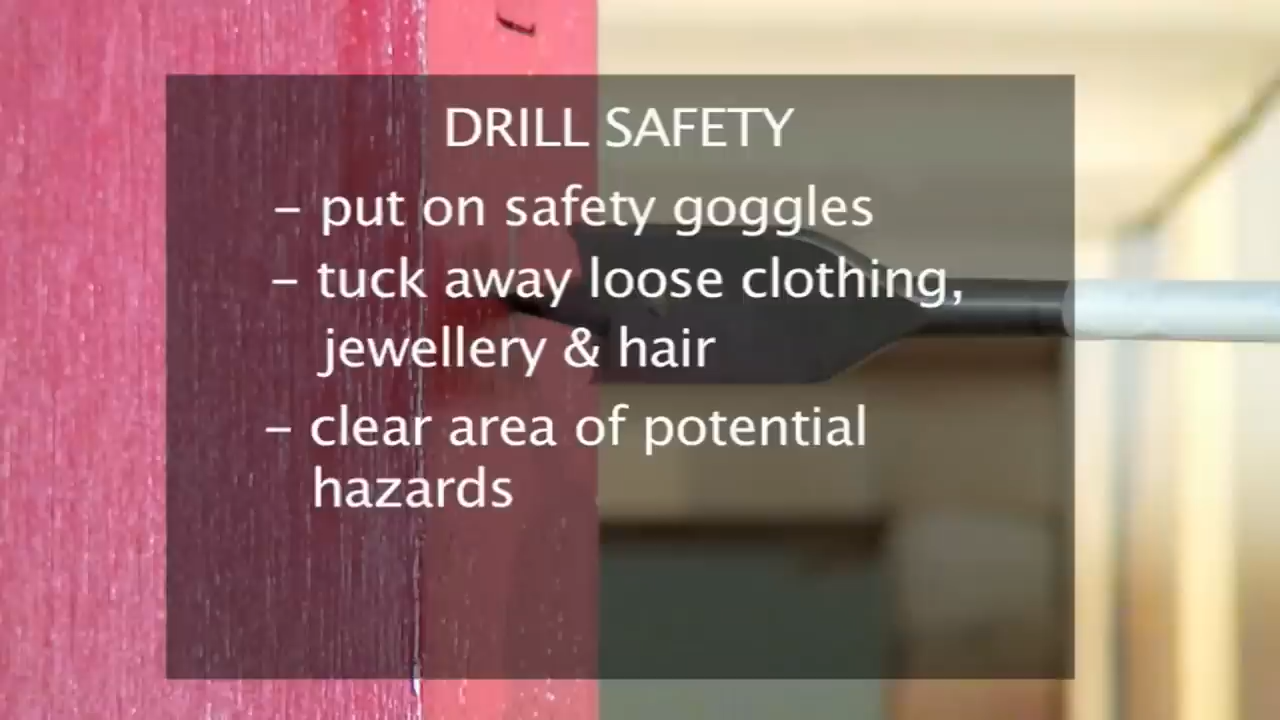 DRILL SAFETY
– put on safety goggles
– tuck away loose clothing,
jewellery & hair
– clear area of potential
hazards